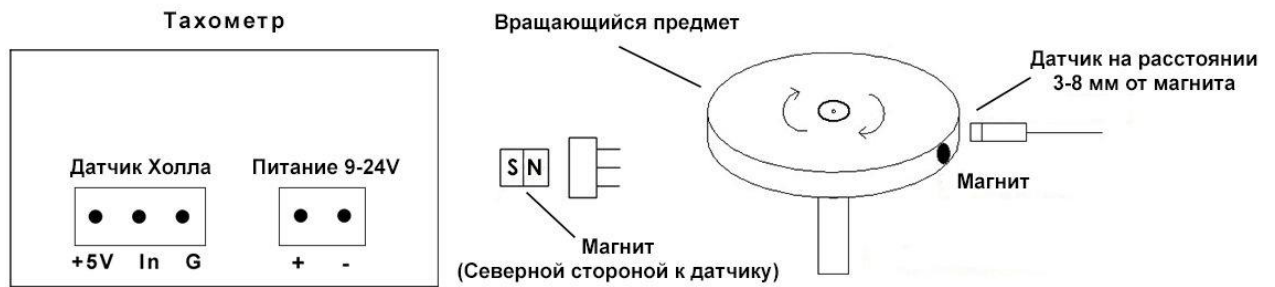 Тахометр
Датчик Холла
Питание 9-24V
+5V In G
+ -
Вращающийся предмет
S N
Магнит
(Северной стороной к датчику)
Датчик на расстоянии
3-8 мм от магнита
Магнит